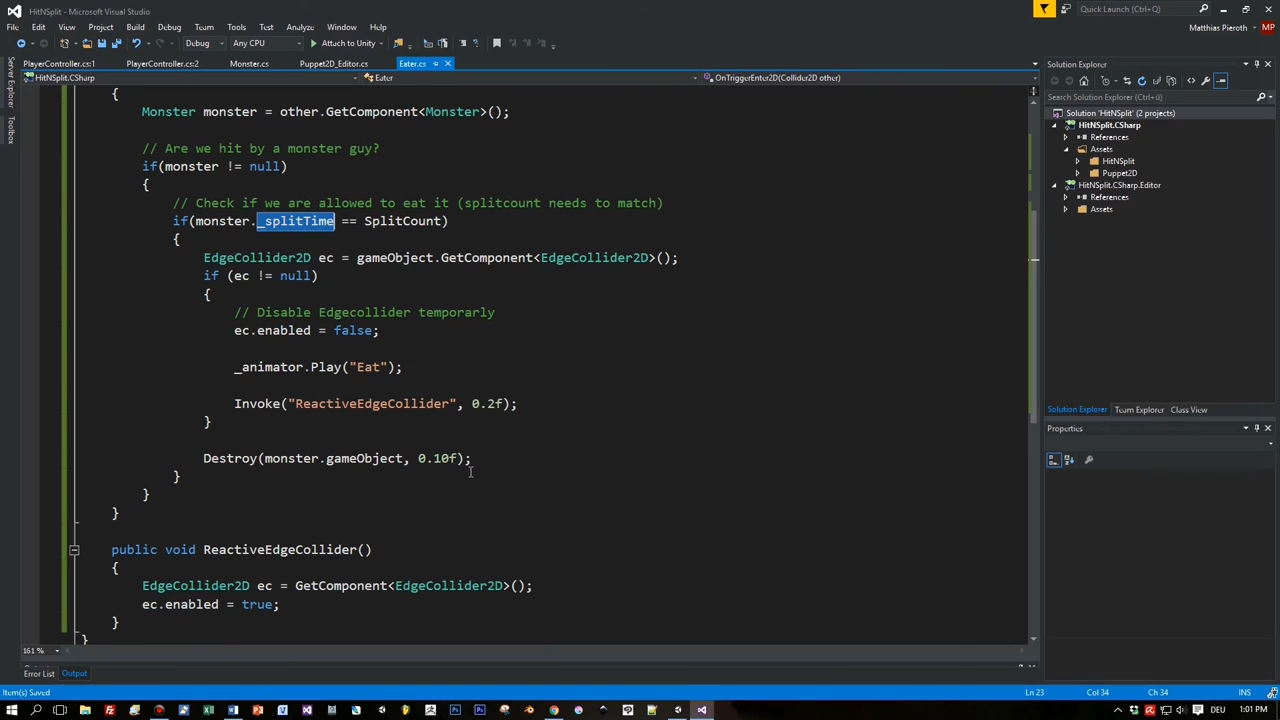 HitNSplit - Microsoft Visual Studio
Quick Launch (Ctrl+Q)
File Edit View Project Build Debug Team Tools Test Analyze Window Help
Matthias Pieroth MP
Debug Any CPU Attach to Unity
PlayerController.cs:1 PlayerController.cs:2 Monster.cs Puppet2D_Editor.cs Eater.cs
HitNSplit.CSharp Eater OnTriggerEnter2D(Collider2D other)
Server Explorer
Toolbox
{
Monster monster = other.GetComponent<Monster>();
// Are we hit by a monster guy?
if(monster != null)
{
// Check if we are allowed to eat it (splitcount needs to match)
if(monster._splitTime == SplitCount)
{
EdgeCollider2D ec = gameObject.GetComponent<EdgeCollider2D>();
if (ec != null)
{
// Disable Edgecollider temporarly
ec.enabled = false;
_animator.Play("Eat");
Invoke("ReactiveEdgeCollider", 0.2f);
}
Destroy(monster.gameObject, 0.10f);
}
}
}
public void ReactiveEdgeCollider()
{
EdgeCollider2D ec = GetComponent<EdgeCollider2D>();
ec.enabled = true;
}
}
161 %
Error List Output
Solution Explorer
Search Solution Explorer (Ctrl+ü)
Solution 'HitNSplit' (2 projects)
HitNSplit.CSharp
References
Assets
HitNSplit
Puppet2D
HitNSplit.CSharp.Editor
References
Assets
Solution Explorer Team Explorer Class View
Properties
Item(s) Saved Ln 23 Col 34 Ch 34 INS
DEU 1:01 PM